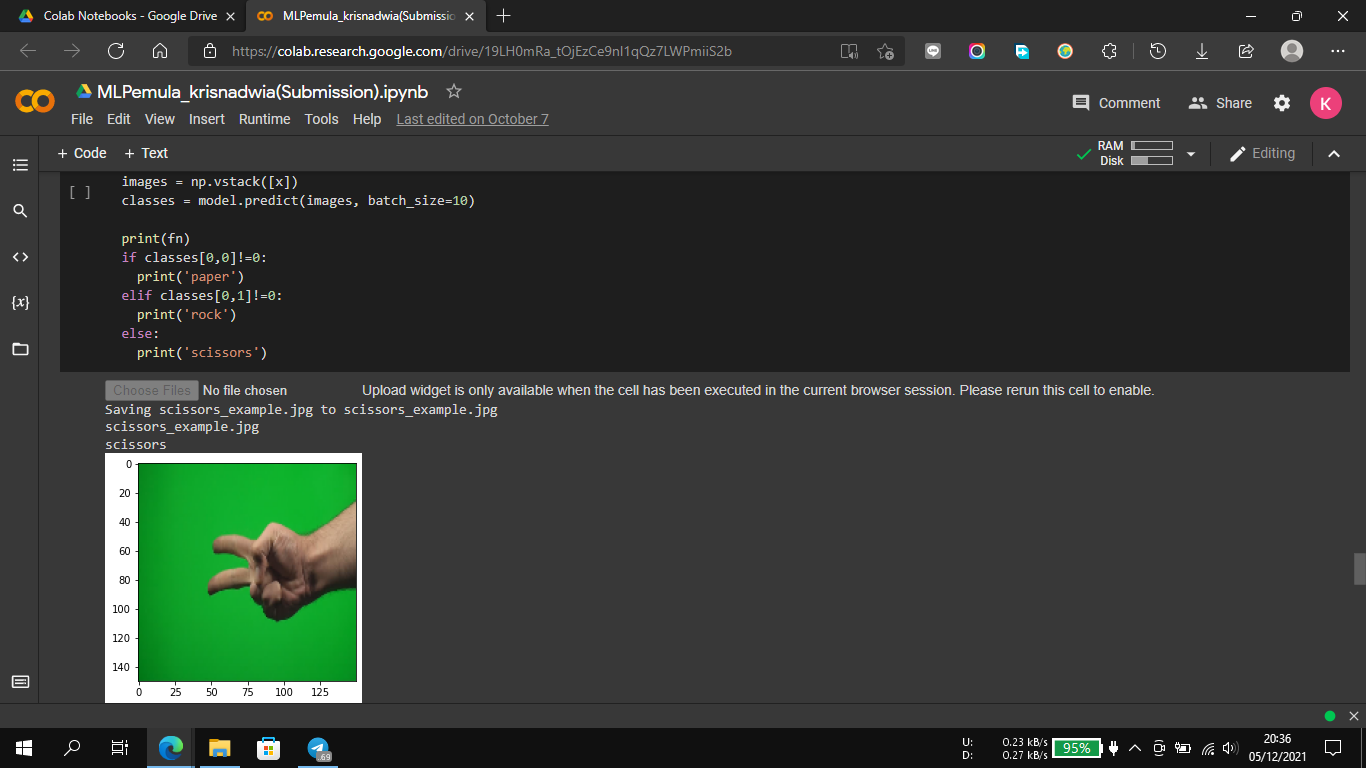 Colab Notebooks - Google Drive
MLPemula_krisnadwia(Submissio
https://colab.research.google.com/drive/19LH0mRa_tOjEzCe9nI1qQz7LWPmiiS2b
MLPemula_krisnadwia(Submission).ipynb
Comment Share K
File Edit View Insert Runtime Tools Help Last edited on October 7
+ Code + Text
RAM
Disk
Editing
[ ]
images = np.vstack([x])
classes = model.predict(images, batch_size=10)
print(fn)
if classes[0,0]!=0:
print('paper')
elif classes[0,1]!=0:
print('rock')
else:
print('scissors')
{x}
Choose Files No file chosen Upload widget is only available when the cell has been executed in the current browser session. Please rerun this cell to enable.
Saving scissors_example.jpg to scissors_example.jpg
scissors_example.jpg
scissors
0
20
40
60
80
100
120
140
0 25 50 75 100 125
69
U: 0.23 kB/s
D: 0.27 kB/s
95%
20:36
05/12/2021